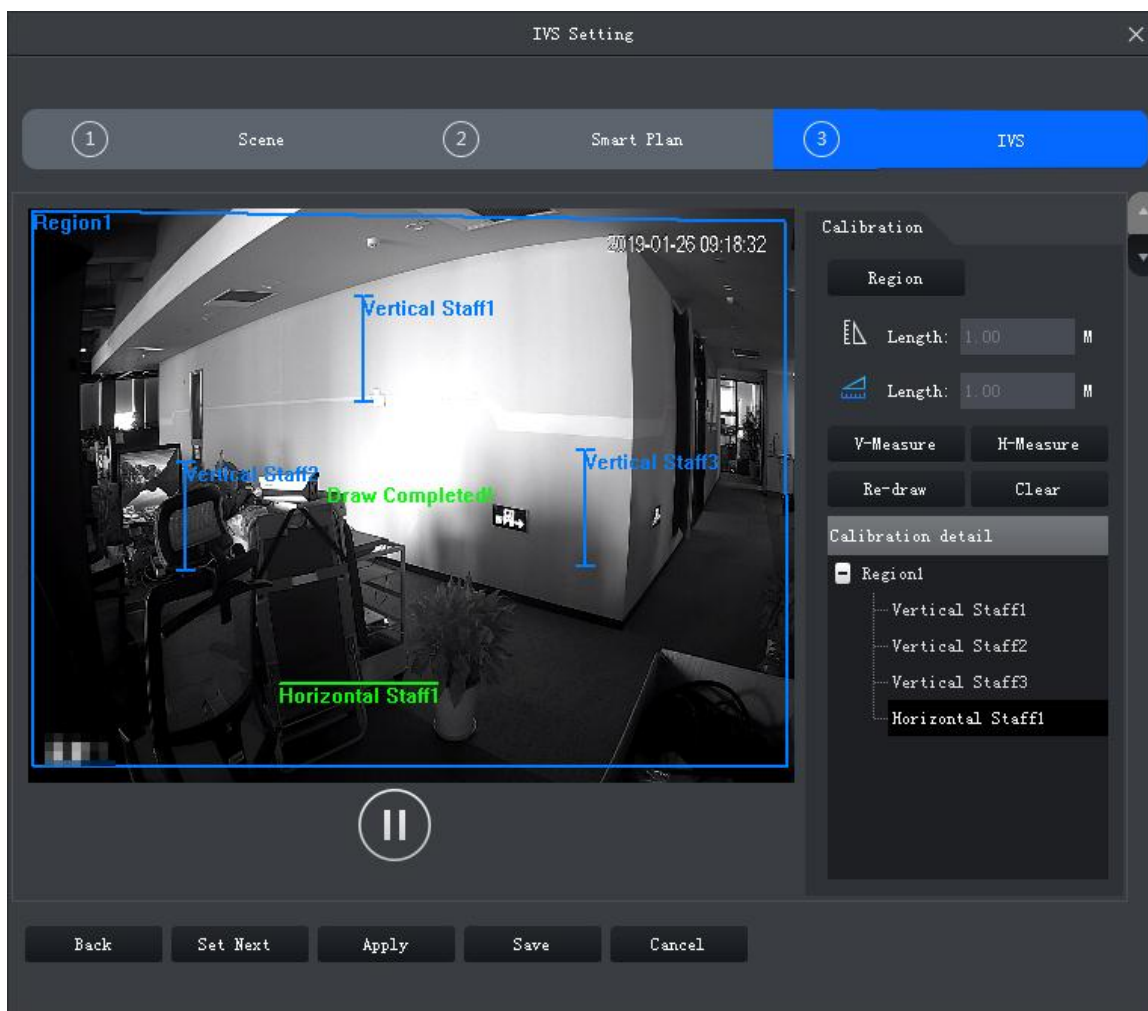 IVS Setting
1 Scene
2 Smart Plan
3 IVS
Region1
2019-01-26 09:18:32
Vertical Staff1
Vertical Staff2
Vertical Staff3
Draw Completed!
Horizontal Staff1
Calibration
Region
Length: 1.00 M
Length: 1.00 M
V-Measure H-Measure
Re-draw Clear
Calibration detail
Region1
Vertical Staff1
Vertical Staff2
Vertical Staff3
Horizontal Staff1
Back Set Next Apply Save Cancel